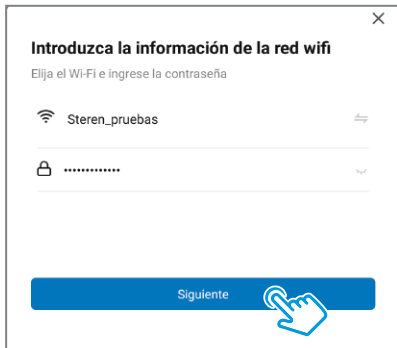 Introduzca la información de la red wifi
Elija el Wi-Fi e ingrese la contraseña
Steren_pruebas
•••••••••••••
Siguiente